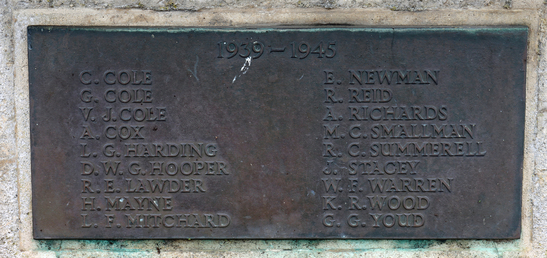 1939 – 1945
C. COLE
G. COLE
V. J. COLE
A. COX
L. G. HARDING
D. W. G. HOOPER
R. E. LAWDER
H. MAYNE
L. F. MITCHARD
E. NEWMAN
R. REID
A. RICHARDS
M. C. SMALLMAN
R. C. SUMMERELL
STACEY
W. F. WARREN
K. R. WOOD
G. G. YOUD